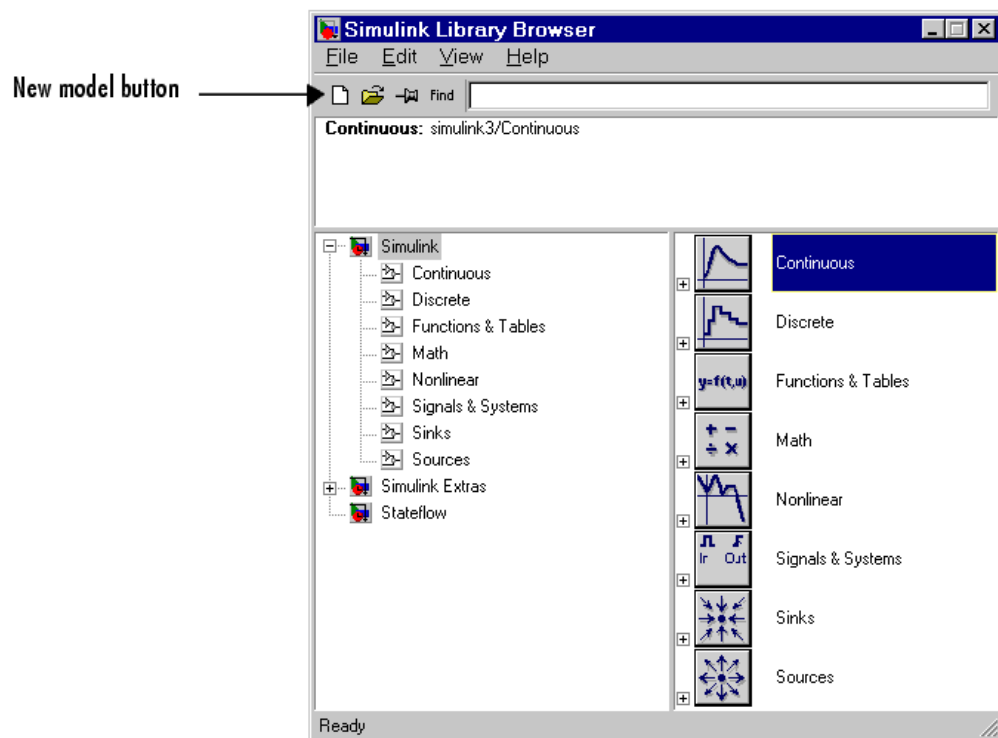 Simulink Library Browser
File Edit View Help
New model button
Find
Continuous: simulink3/Continuous
Simulink
Continuous
Discrete
Functions & Tables
Math
Nonlinear
Signals & Systems
Sinks
Sources
Simulink Extras
Stateflow
Continuous
Discrete
y=f(t,u) Functions & Tables
Math
Nonlinear
In Out Signals & Systems
Sinks
Sources
Ready